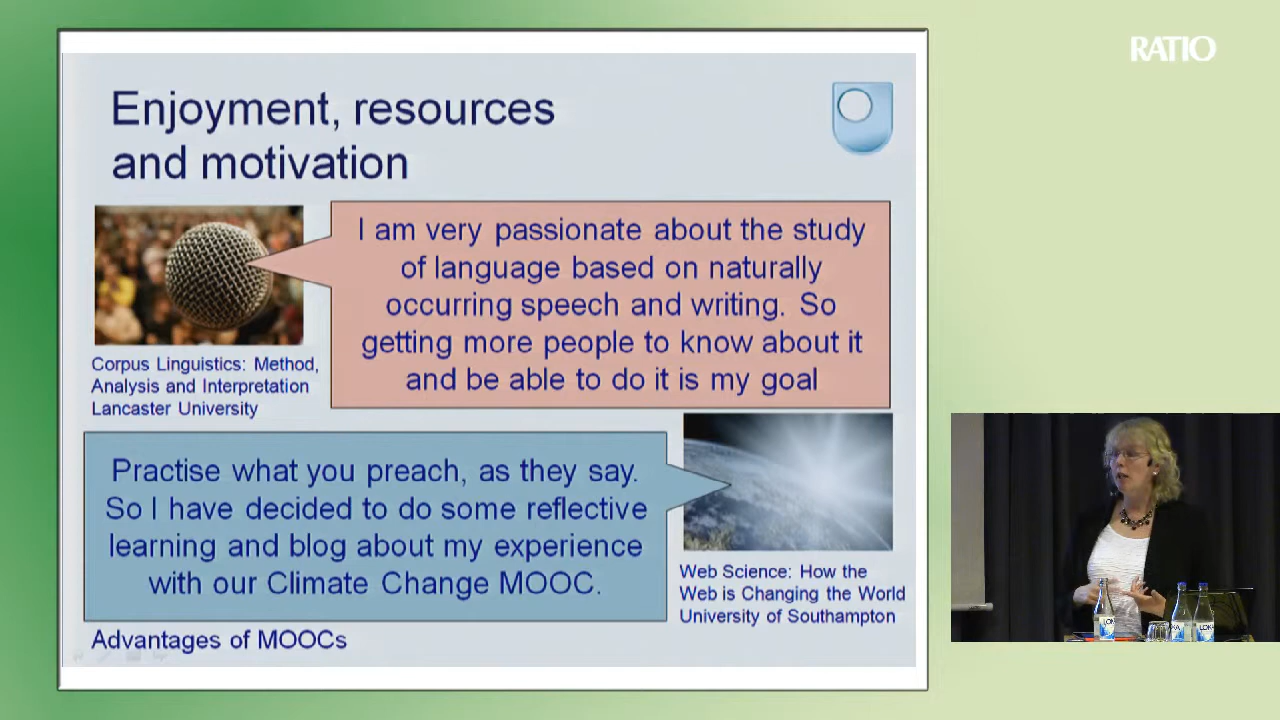 RATIO
Enjoyment, resources
and motivation
I am very passionate about the study
of language based on naturally
occurring speech and writing. So
getting more people to know about it
and be able to do it is my goal
Corpus Linguistics: Method,
Analysis and Interpretation
Lancaster University
Practise what you preach, as they say.
So I have decided to do some reflective
learning and blog about my experience
with our Climate Change MOOC.
Web Science: How the
Web is Changing the World
University of Southampton
Advantages of MOOCs
LOKA
LOKA